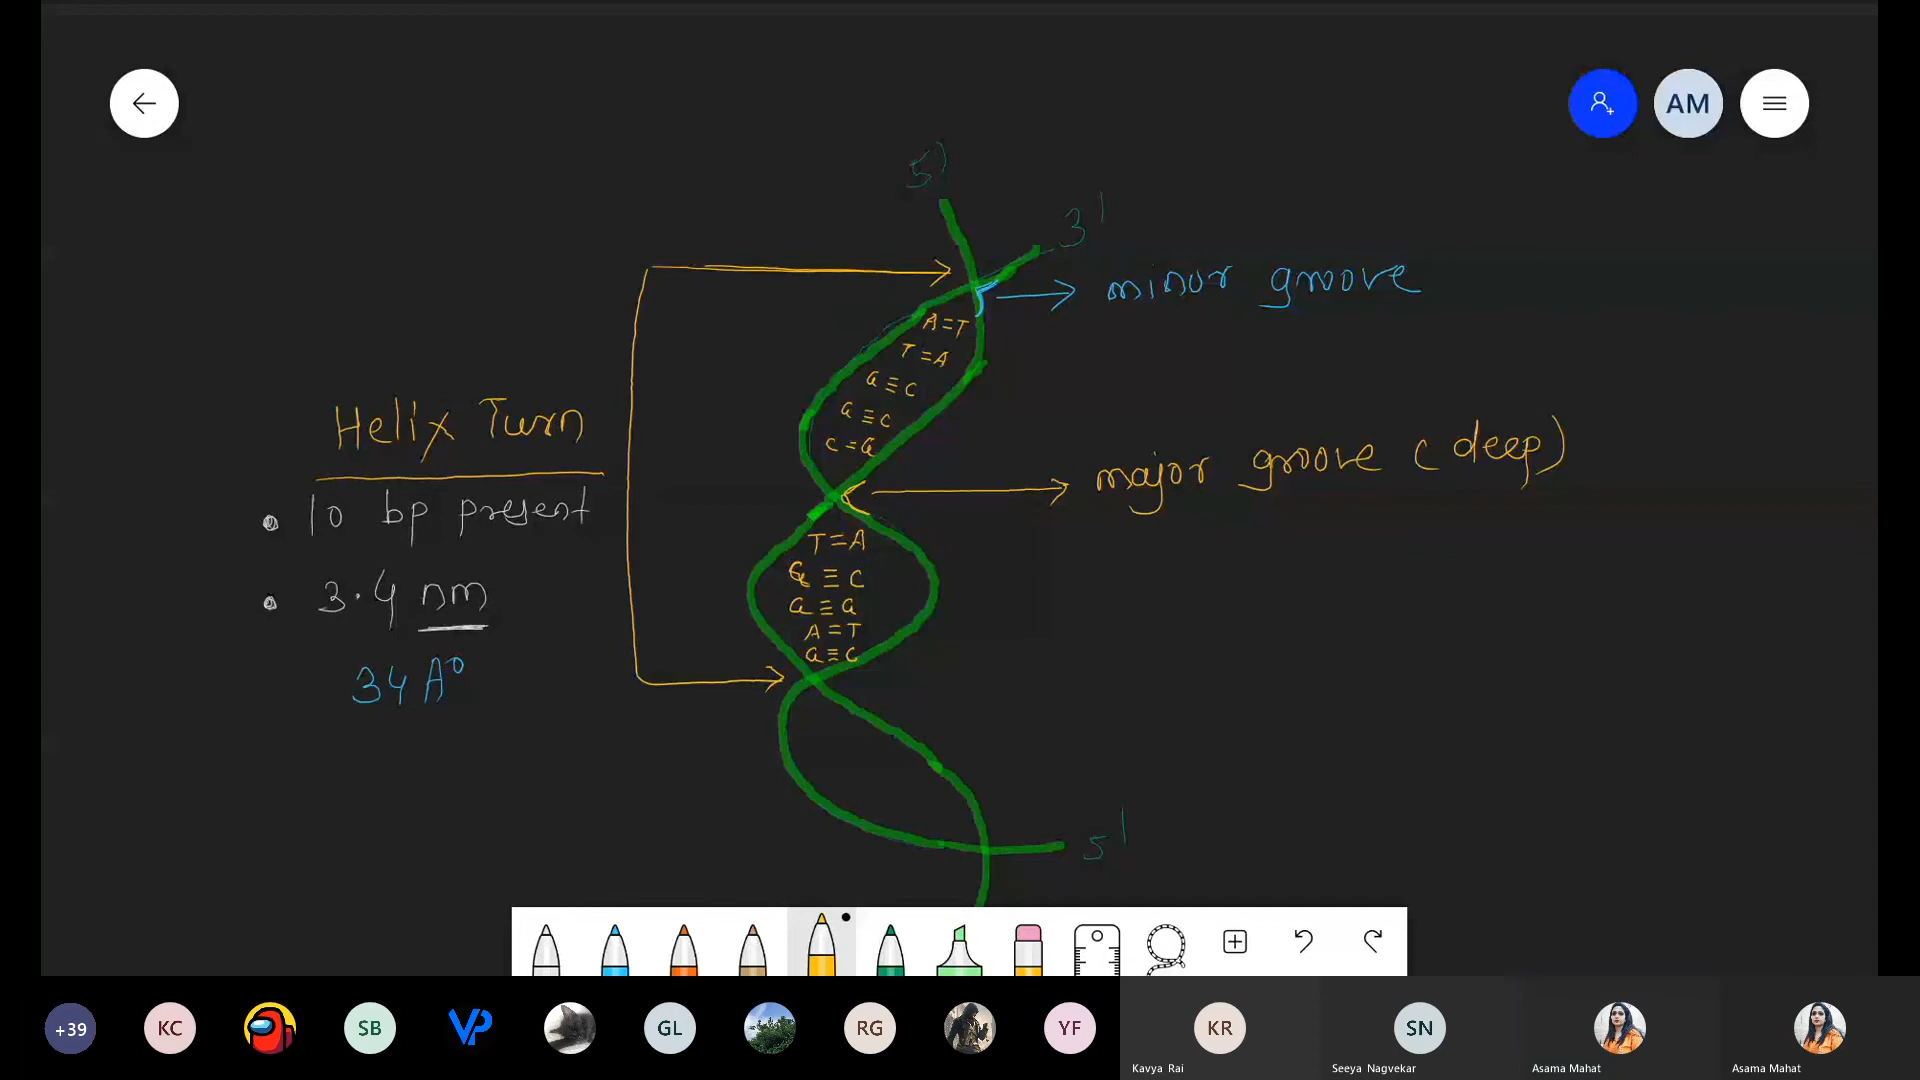 AM
5'
3'
minor groove
A=T
T=A
G≡C
G≡C
C=G
Helix Turn
major groove (deep)
10 bp present
T=A
G≡C
G≡G
A=T
G≡C
3.4 nm
34 A°
5'
+39
KC
SB
VP
GL
RG
YF
KR
SN
Kavya Rai
Seeya Nagvekar
Asama Mahat
Asama Mahat